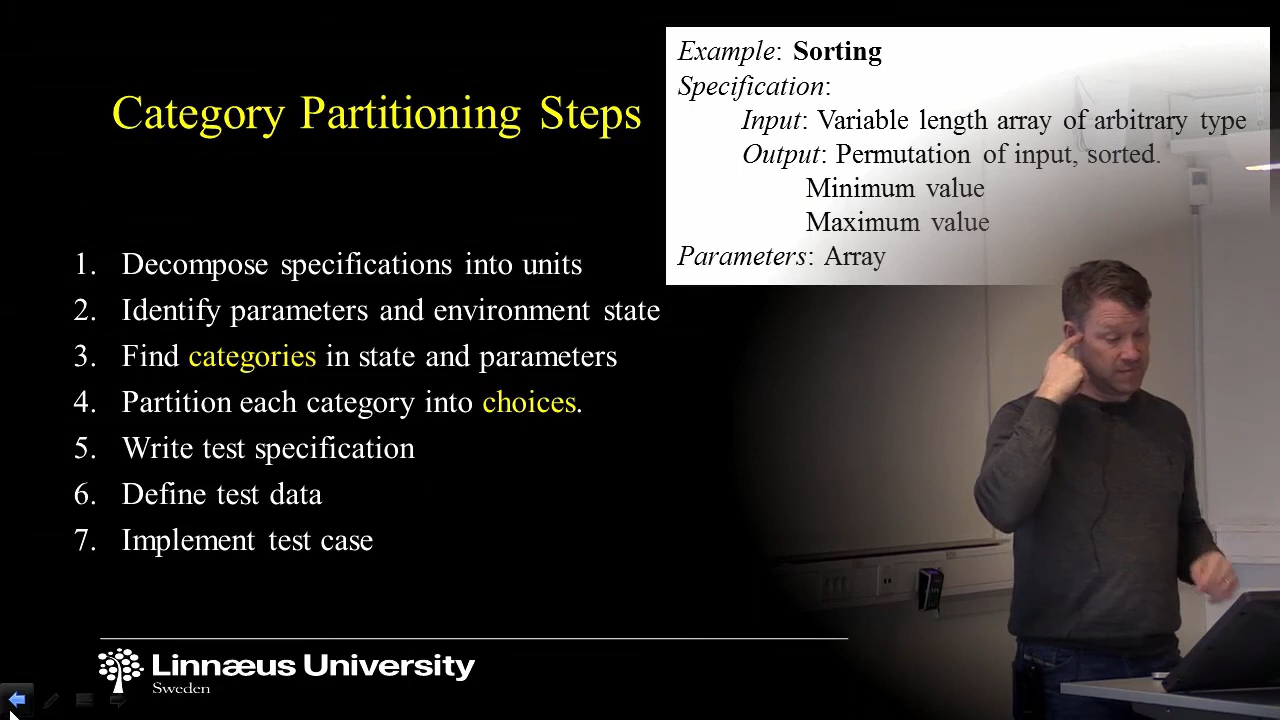 Category Partitioning Steps
1. Decompose specifications into units
2. Identify parameters and environment state
3. Find categories in state and parameters
4. Partition each category into choices.
5. Write test specification
6. Define test data
7. Implement test case
Example: Sorting
Specification:
Input: Variable length array of arbitrary type
Output: Permutation of input, sorted.
Minimum value
Maximum value
Parameters: Array
Linnæus University
Sweden